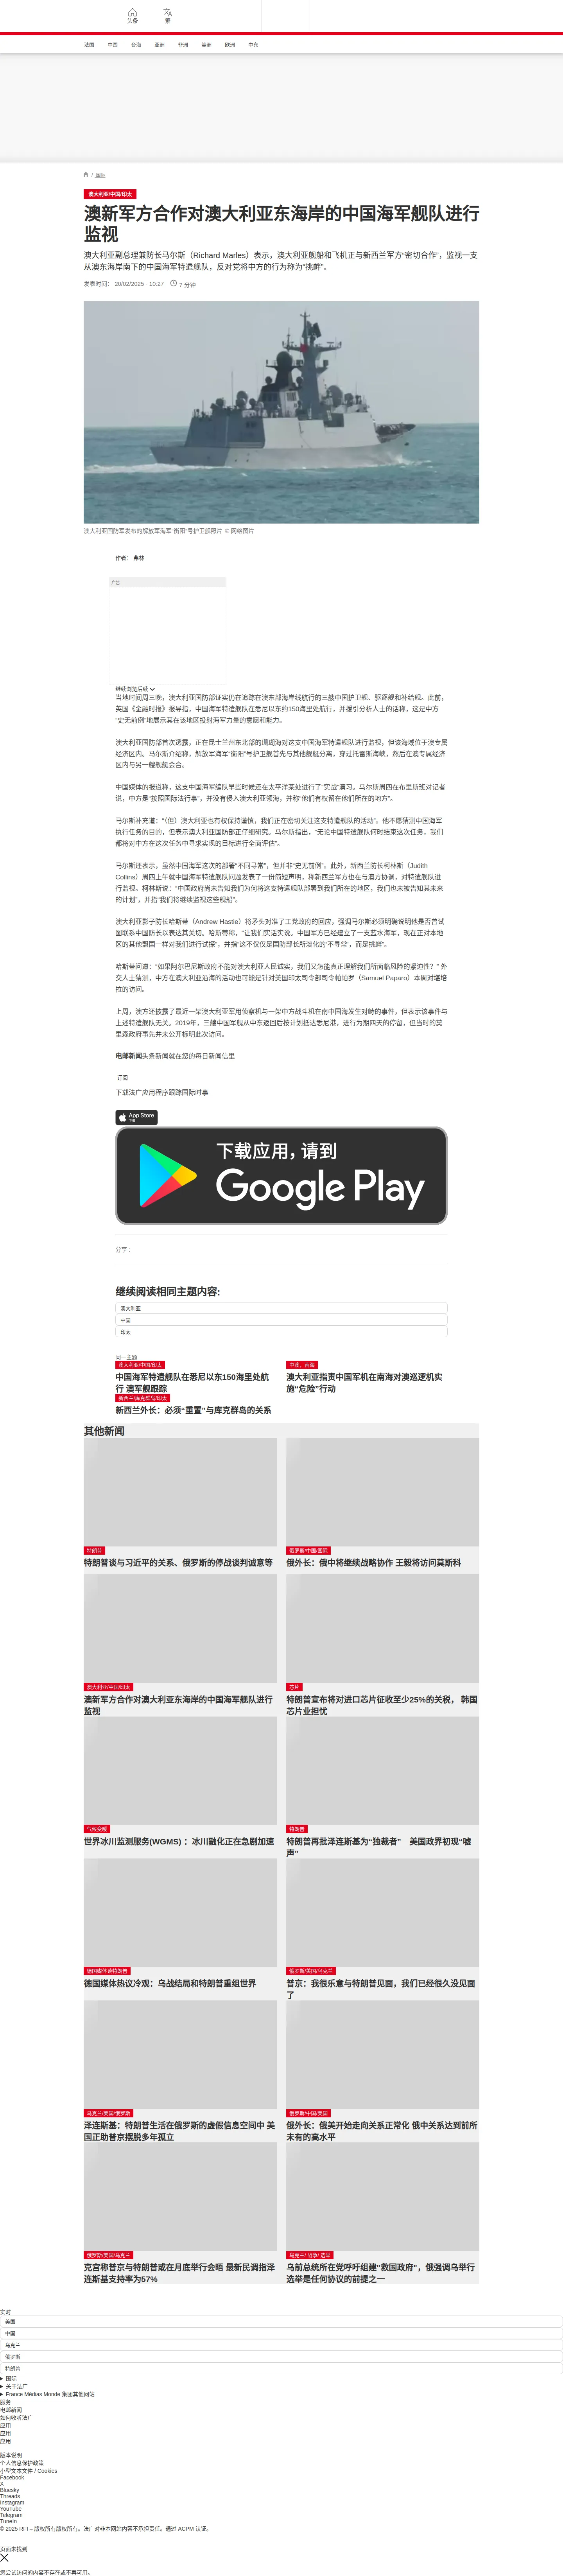 头条
繁
法国
中国
台海
亚洲
非洲
美洲
欧洲
中东
/ 国际
澳大利亚/中国/印太
澳新军方合作对澳大利亚东海岸的中国海军舰队进行
监视
澳大利亚副总理兼防长马尔斯（Richard Marles）表示，澳大利亚舰船和飞机正与新西兰军方“密切合作”，监视一支
从澳东海岸南下的中国海军特遣舰队，反对党将中方的行为称为“挑衅”。
发表时间： 20/02/2025 - 10:27
7 分钟
澳大利亚国防军发布的解放军海军“衡阳”号护卫舰照片 © 网络图片
作者： 弗林
广告
继续浏览后续
当地时间周三晚，澳大利亚国防部证实仍在追踪在澳东部海岸线航行的三艘中国护卫舰、驱逐舰和补给舰。此前，
英国《金融时报》报导指，中国海军特遣舰队在悉尼以东约150海里处航行，并援引分析人士的话称，这是中方
“史无前例”地展示其在该地区投射海军力量的意愿和能力。
澳大利亚国防部首次透露，正在昆士兰州东北部的珊瑚海对这支中国海军特遣舰队进行监视，但该海域位于澳专属
经济区内。马尔斯介绍称，解放军海军“衡阳”号护卫舰首先与其他舰艇分离，穿过托雷斯海峡，然后在澳专属经济
区内与另一艘舰艇会合。
中国媒体的报道称，这支中国海军编队早些时候还在太平洋某处进行了“实战”演习。马尔斯周四在布里斯班对记者
说，中方是“按照国际法行事”，并没有侵入澳大利亚领海，并称“他们有权留在他们所在的地方”。
马尔斯补充道：“（但）澳大利亚也有权保持谨慎，我们正在密切关注这支特遣舰队的活动”。他不愿猜测中国海军
执行任务的目的，但表示澳大利亚国防部正仔细研究。马尔斯指出，“无论中国特遣舰队何时结束这次任务，我们
都将对中方在这次任务中寻求实现的目标进行全面评估”。
马尔斯还表示，虽然中国海军这次的部署“不同寻常”，但并非“史无前例”。此外，新西兰防长柯林斯（Judith
Collins）周四上午就中国海军特遣舰队问题发表了一份简短声明，称新西兰军方也在与澳方协调，对特遣舰队进
行监视。柯林斯说：“中国政府尚未告知我们为何将这支特遣舰队部署到我们所在的地区，我们也未被告知其未来
的计划”，并指“我们将继续监视这些舰船”。
澳大利亚影子防长哈斯蒂（Andrew Hastie）将矛头对准了工党政府的回应，强调马尔斯必须明确说明他是否曾试
图联系中国防长以表达其关切。哈斯蒂称，“让我们实话实说。中国军方已经建立了一支蓝水海军，现在正对本地
区的其他盟国一样对我们进行试探”，并指“这不仅仅是国防部长所淡化的‘不寻常’，而是挑衅”。
哈斯蒂问道：“如果阿尔巴尼斯政府不能对澳大利亚人民诚实，我们又怎能真正理解我们所面临风险的紧迫性？” 外
交人士猜测，中方在澳大利亚沿海的活动也可能是针对美国印太司令部司令帕帕罗（Samuel Paparo）本周对堪培
拉的访问。
上周，澳方还披露了最近一架澳大利亚军用侦察机与一架中方战斗机在南中国海发生对峙的事件，但表示该事件与
上述特遣舰队无关。2019年，三艘中国军舰从中东返回后按计划抵达悉尼港，进行为期四天的停留，但当时的莫
里森政府事先并未公开标明此次访问。
电邮新闻头条新闻就在您的每日新闻信里
订阅
下载法广应用程序跟踪国际时事
App Store
下载
下载应用，请到
Google Play
分享 :
继续阅读相同主题内容:
澳大利亚
中国
印太
同一主题
澳大利亚/中国/印太
中国海军特遣舰队在悉尼以东150海里处航
行 澳军舰跟踪
中澳、南海
澳大利亚指责中国军机在南海对澳巡逻机实
施“危险”行动
新西兰/库克群岛/印太
新西兰外长：必须“重置”与库克群岛的关系
其他新闻
特朗普
特朗普谈与习近平的关系、俄罗斯的停战谈判诚意等
俄罗斯/中国/国际
俄外长：俄中将继续战略协作 王毅将访问莫斯科
澳大利亚/中国/印太
澳新军方合作对澳大利亚东海岸的中国海军舰队进行
监视
芯片
特朗普宣布将对进口芯片征收至少25%的关税， 韩国
芯片业担忧
气候变暖
世界冰川监测服务(WGMS) ： 冰川融化正在急剧加速
特朗普
特朗普再批泽连斯基为“独裁者” 美国政界初现“嘘
声”
德国媒体谈特朗普
德国媒体热议冷观：乌战结局和特朗普重组世界
俄罗斯/美国/乌克兰
普京：我很乐意与特朗普见面，我们已经很久没见面
了
乌克兰/美国/俄罗斯
泽连斯基：特朗普生活在俄罗斯的虚假信息空间中 美
国正助普京摆脱多年孤立
俄罗斯/中国/美国
俄外长：俄美开始走向关系正常化 俄中关系达到前所
未有的高水平
俄罗斯/美国/乌克兰
克宫称普京与特朗普或在月底举行会晤 最新民调指泽
连斯基支持率为57%
乌克兰/ 战争/ 选举
乌前总统所在党呼吁组建"救国政府"，俄强调乌举行
选举是任何协议的前提之一
实时
美国
中国
乌克兰
俄罗斯
特朗普
国际
关于法广
France Médias Monde 集团其他网站
服务
电邮新闻
如何收听法广
应用
应用
应用
版本说明
个人信息保护政策
小型文本文件 / Cookies
Facebook
X
Bluesky
Threads
Instagram
YouTube
Telegram
TuneIn
© 2025 RFI – 版权所有版权所有。法广对非本网站内容不承担责任。通过 ACPM 认证。
页面未找到
您尝试访问的内容不存在或不再可用。